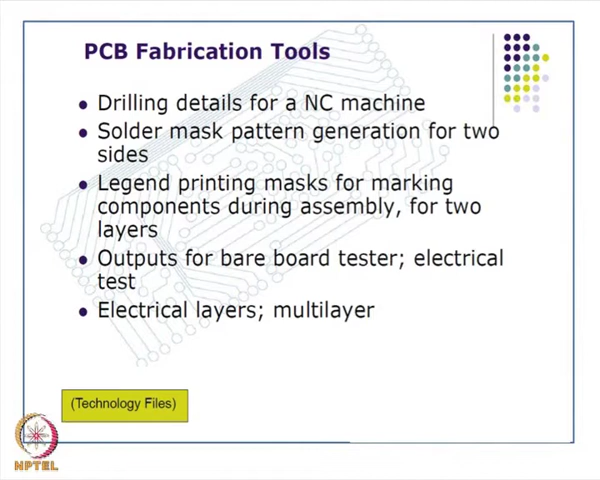 PCB Fabrication Tools
● Drilling details for a NC machine
● Solder mask pattern generation for two
sides
● Legend printing masks for marking
components during assembly, for two
layers
● Outputs for bare board tester; electrical
test
● Electrical layers; multilayer
(Technology Files)
NPTEL